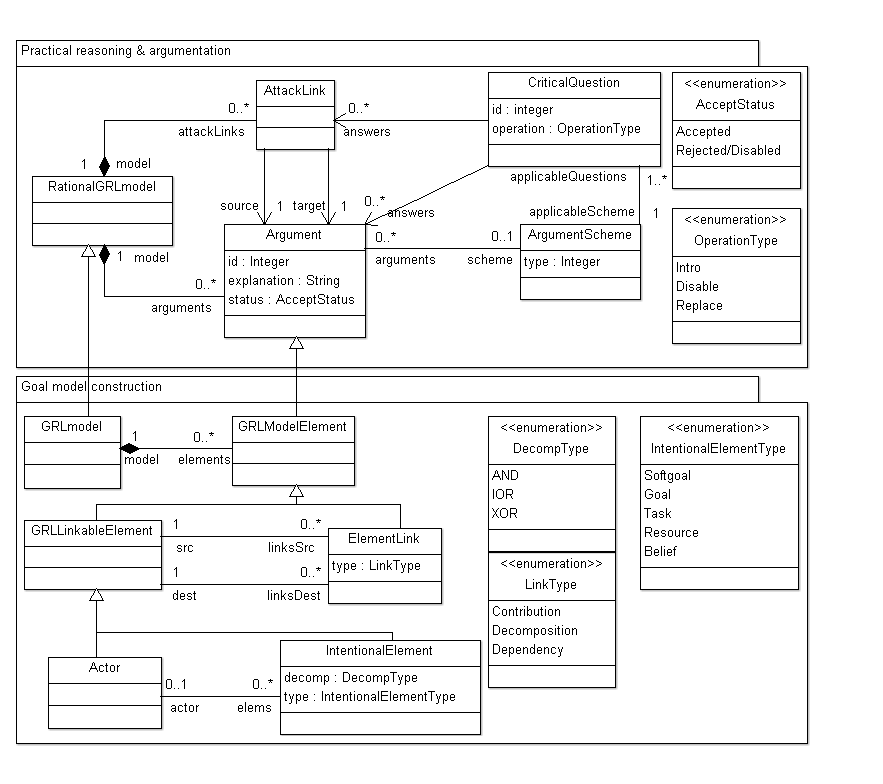 Practical reasoning & argumentation
AttackLink
0..*
attackLinks
0..*
answers
CriticalQuestion
id : integer
operation : OperationType
<<enumeration>>
AcceptStatus
Accepted
Rejected/Disabled
1
model
RationalGRLmodel
source
1
target
1
0..*
answers
applicableQuestions
1..*
applicableScheme
1
<<enumeration>>
OperationType
Intro
Disable
Replace
1
model
0..*
arguments
Argument
id : Integer
explanation : String
status : AcceptStatus
0..*
arguments
0..1
scheme
ArgumentScheme
type : Integer
Goal model construction
GRLmodel
1
model
0..*
elements
GRLModelElement
<<enumeration>>
DecompType
AND
IOR
XOR
<<enumeration>>
IntentionalElementType
Softgoal
Goal
Task
Resource
Belief
GRLLinkableElement
1
src
0..*
linksSrc
1
dest
0..*
linksDest
ElementLink
type : LinkType
<<enumeration>>
LinkType
Contribution
Decomposition
Dependency
Actor
0..1
actor
0..*
elems
IntentionalElement
decomp : DecompType
type : IntentionalElementType